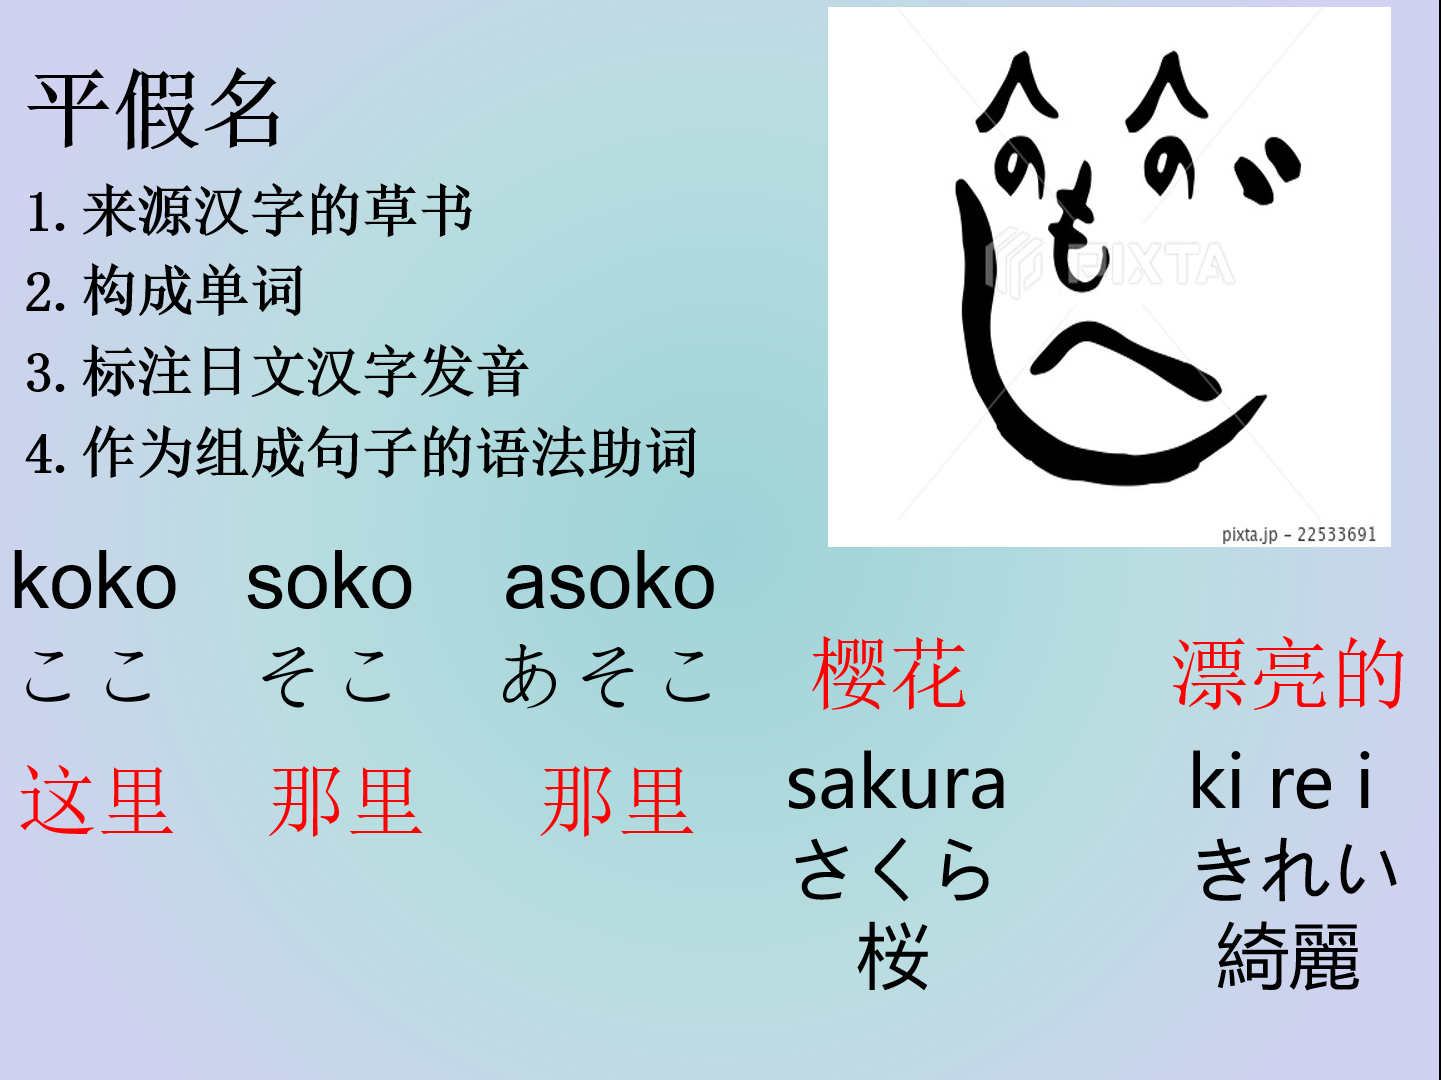 平假名
1.来源汉字的草书
2.构成单词
3.标注日文汉字发音
4.作为组成句子的语法助词
へ へ
の の
も
じ
へ
PIXTA
pixta.jp - 22533691
koko soko asoko
ここ そこ あそこ
这里 那里 那里
樱花 漂亮的
sakura ki re i
さくら きれい
桜 綺麗